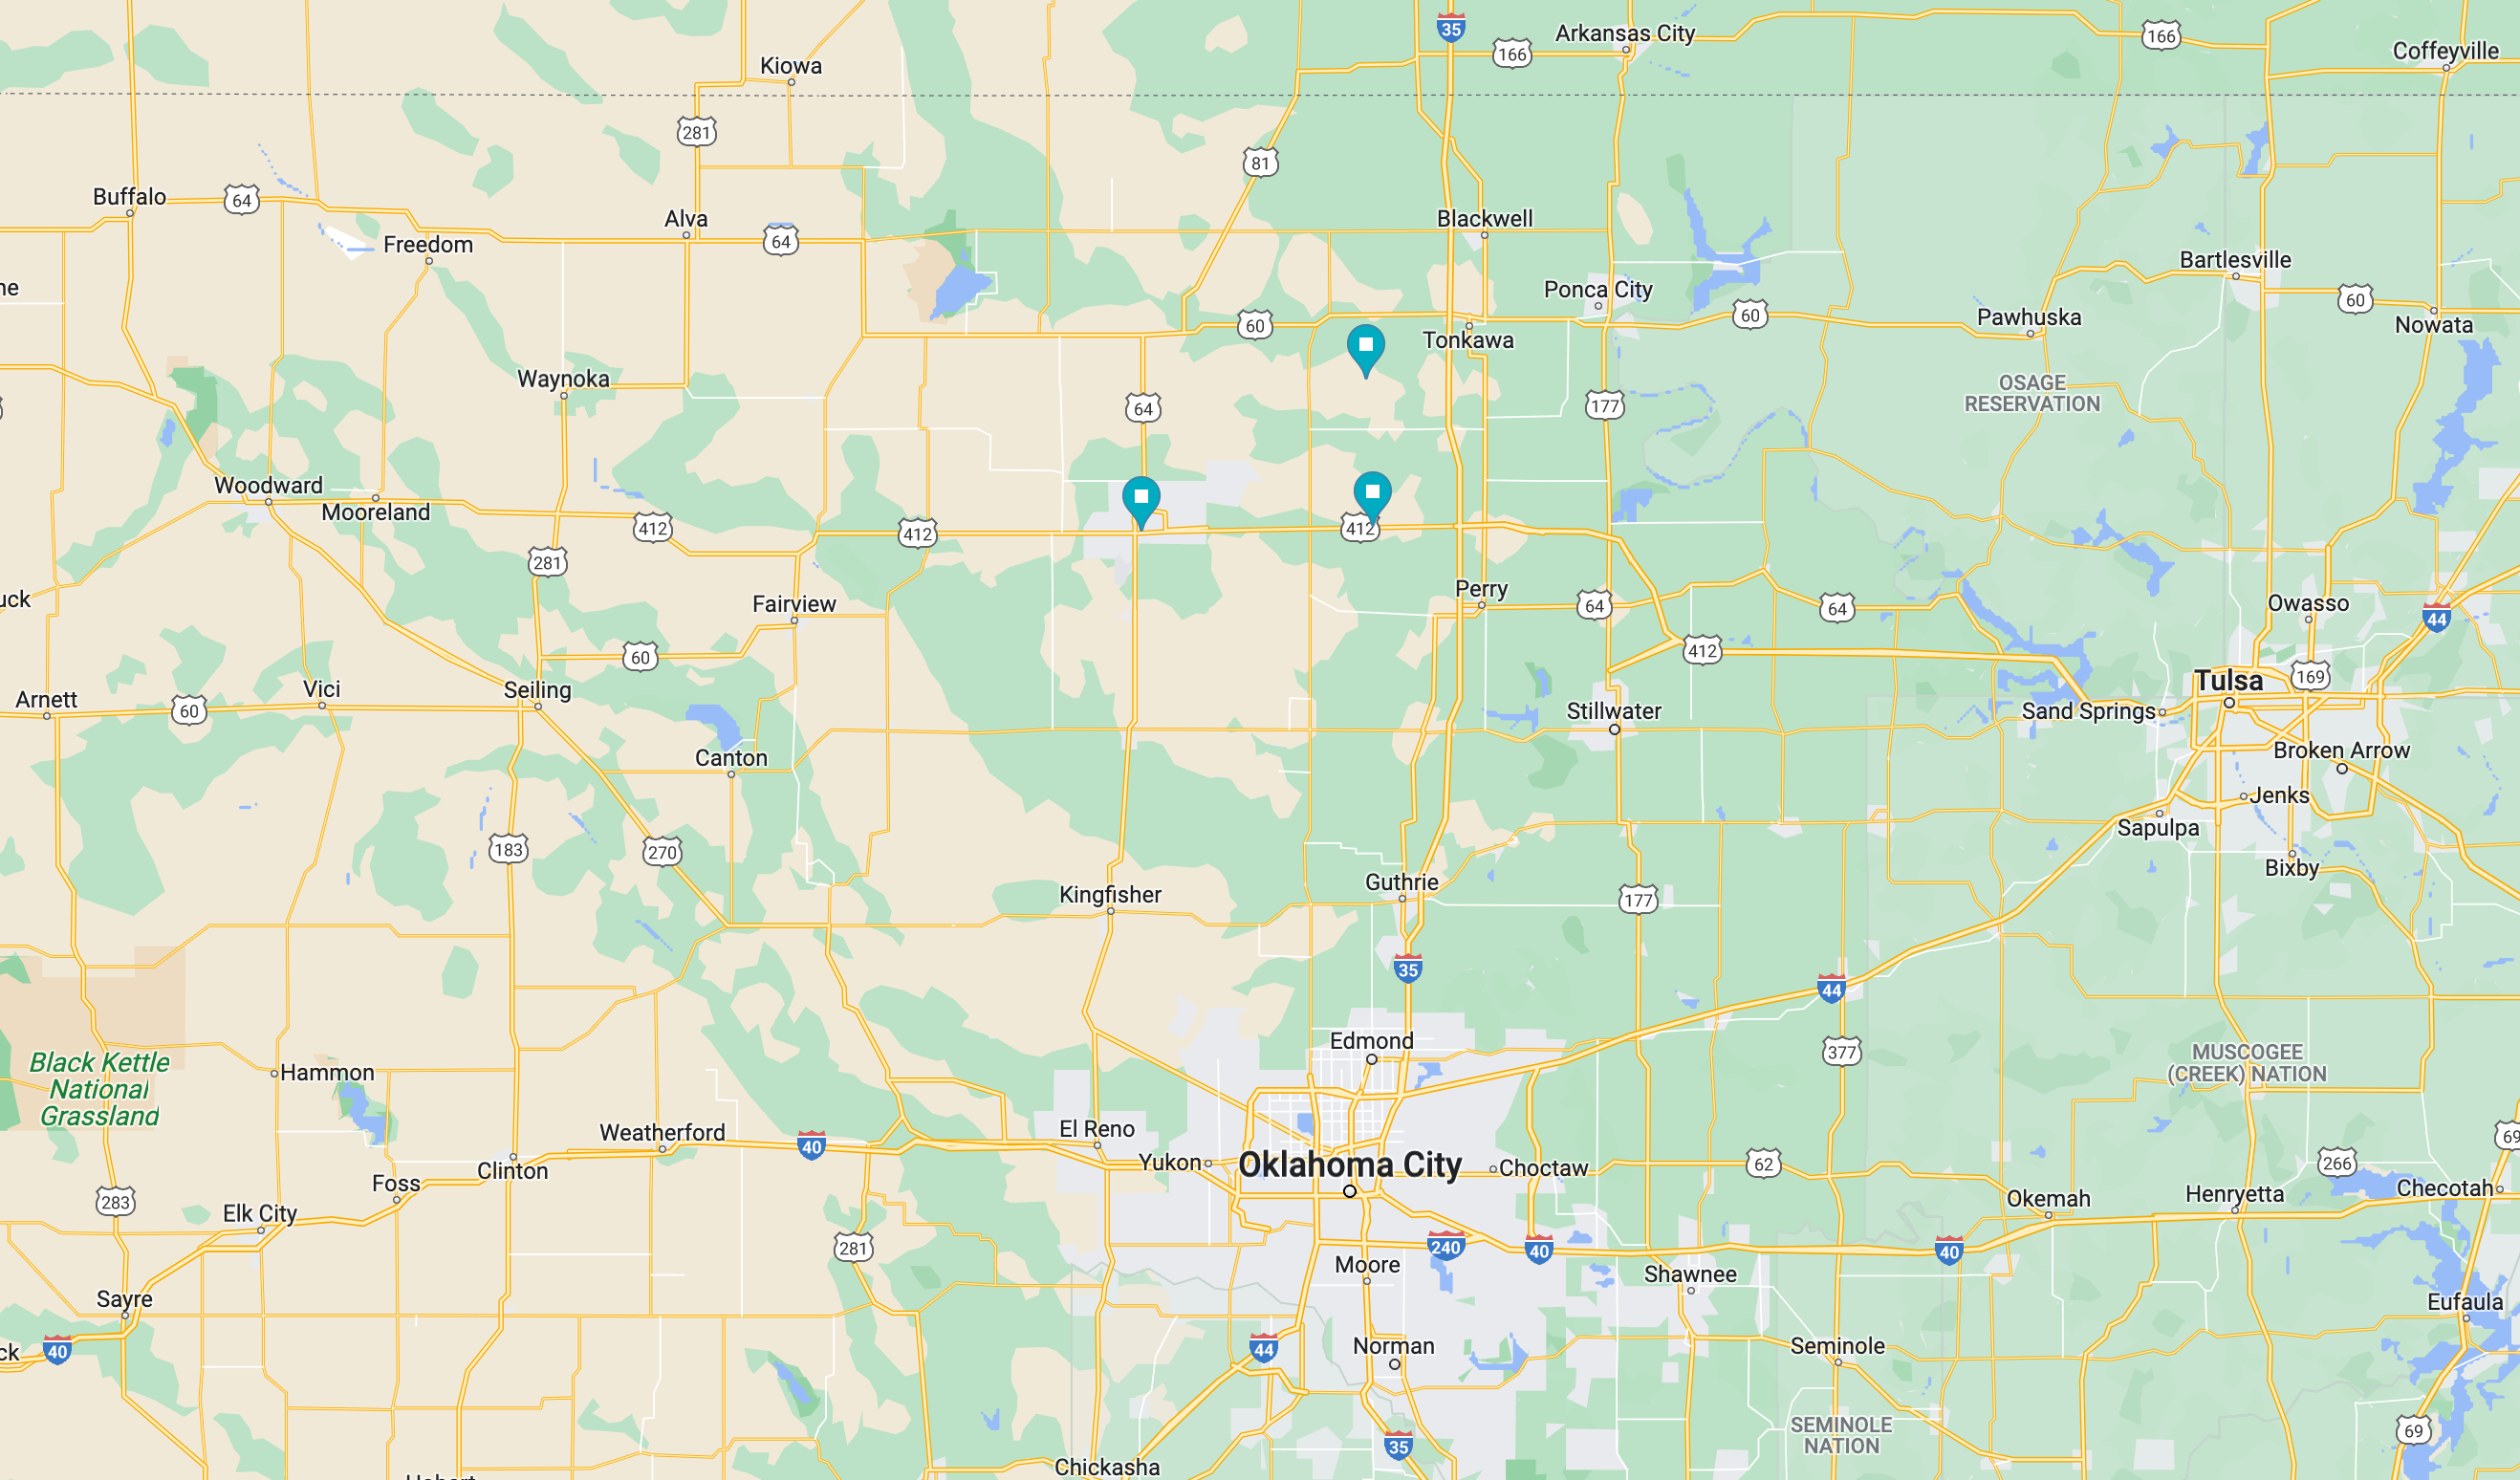 35
166
Arkansas City
166
Coffeyville
Kiowa
281
81
Buffalo
64
Alva
64
Freedom
Blackwell
Bartlesville
ne
Ponca City
60
60
60
Pawhuska
Nowata
Tonkawa
Waynoka
64
177
OSAGE
RESERVATION
Woodward
Mooreland
412
412
412
281
uck
Fairview
Perry
64
64
Owasso
44
60
412
169
Tulsa
Arnett
60
Vici
Seiling
Stillwater
Sand Springs
Canton
Broken Arrow
Jenks
Sapulpa
183
270
Bixby
Kingfisher
Guthrie
177
35
44
Edmond
377
Black Kettle
National
Grassland
Hammon
MUSCOGEE
(CREEK) NATION
Weatherford
40
El Reno
69
Yukon
Oklahoma City
Choctaw
62
266
Clinton
Foss
283
Elk City
Okemah
Henryetta
Checotah
281
240
40
40
Moore
Shawnee
Sayre
Eufaula
ck
40
44
Norman
Seminole
SEMINOLE
NATION
69
35
Chickasha